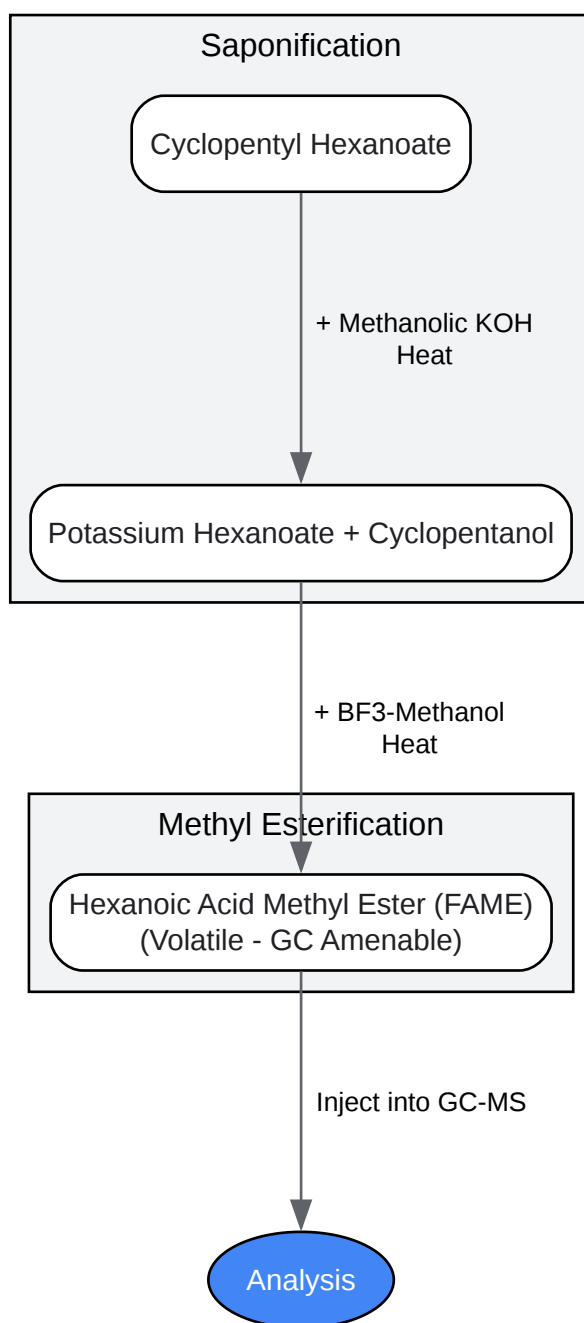 Saponification
Cyclopentyl Hexanoate
+ Methanolic KOH
Heat
Potassium Hexanoate + Cyclopentanol
+ BF3-Methanol
Heat
Methyl Esterification
Hexanoic Acid Methyl Ester (FAME)
(Volatile - GC Amenable)
Inject into GC-MS
Analysis